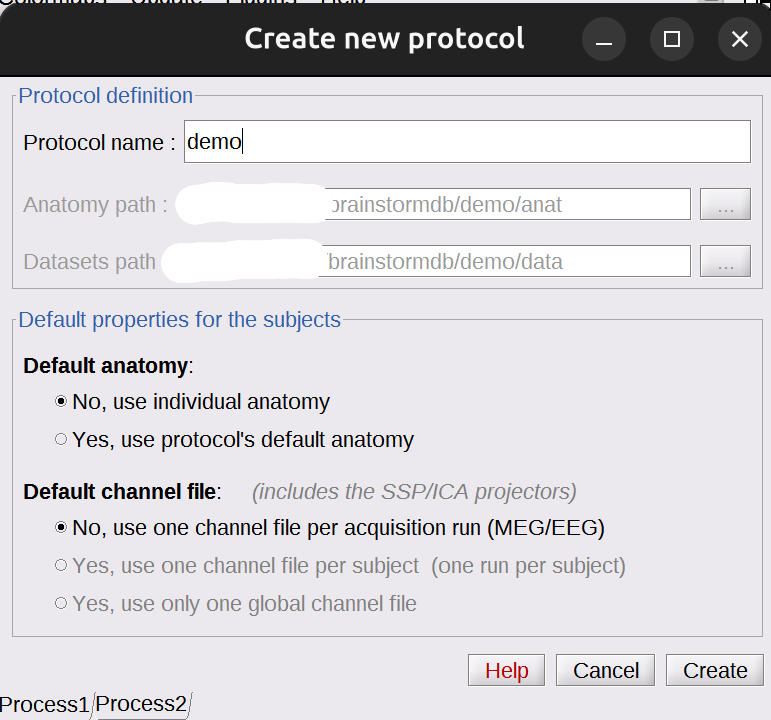 Create new protocol
Protocol definition
Protocol name : demo
Anatomy path : brainstormdb/demo/anat ...
Datasets path /brainstormdb/demo/data ...
Default properties for the subjects
Default anatomy:
No, use individual anatomy
Yes, use protocol's default anatomy
Default channel file: (includes the SSP/ICA projectors)
No, use one channel file per acquisition run (MEG/EEG)
Yes, use one channel file per subject (one run per subject)
Yes, use only one global channel file
Help Cancel Create
Process1 Process2